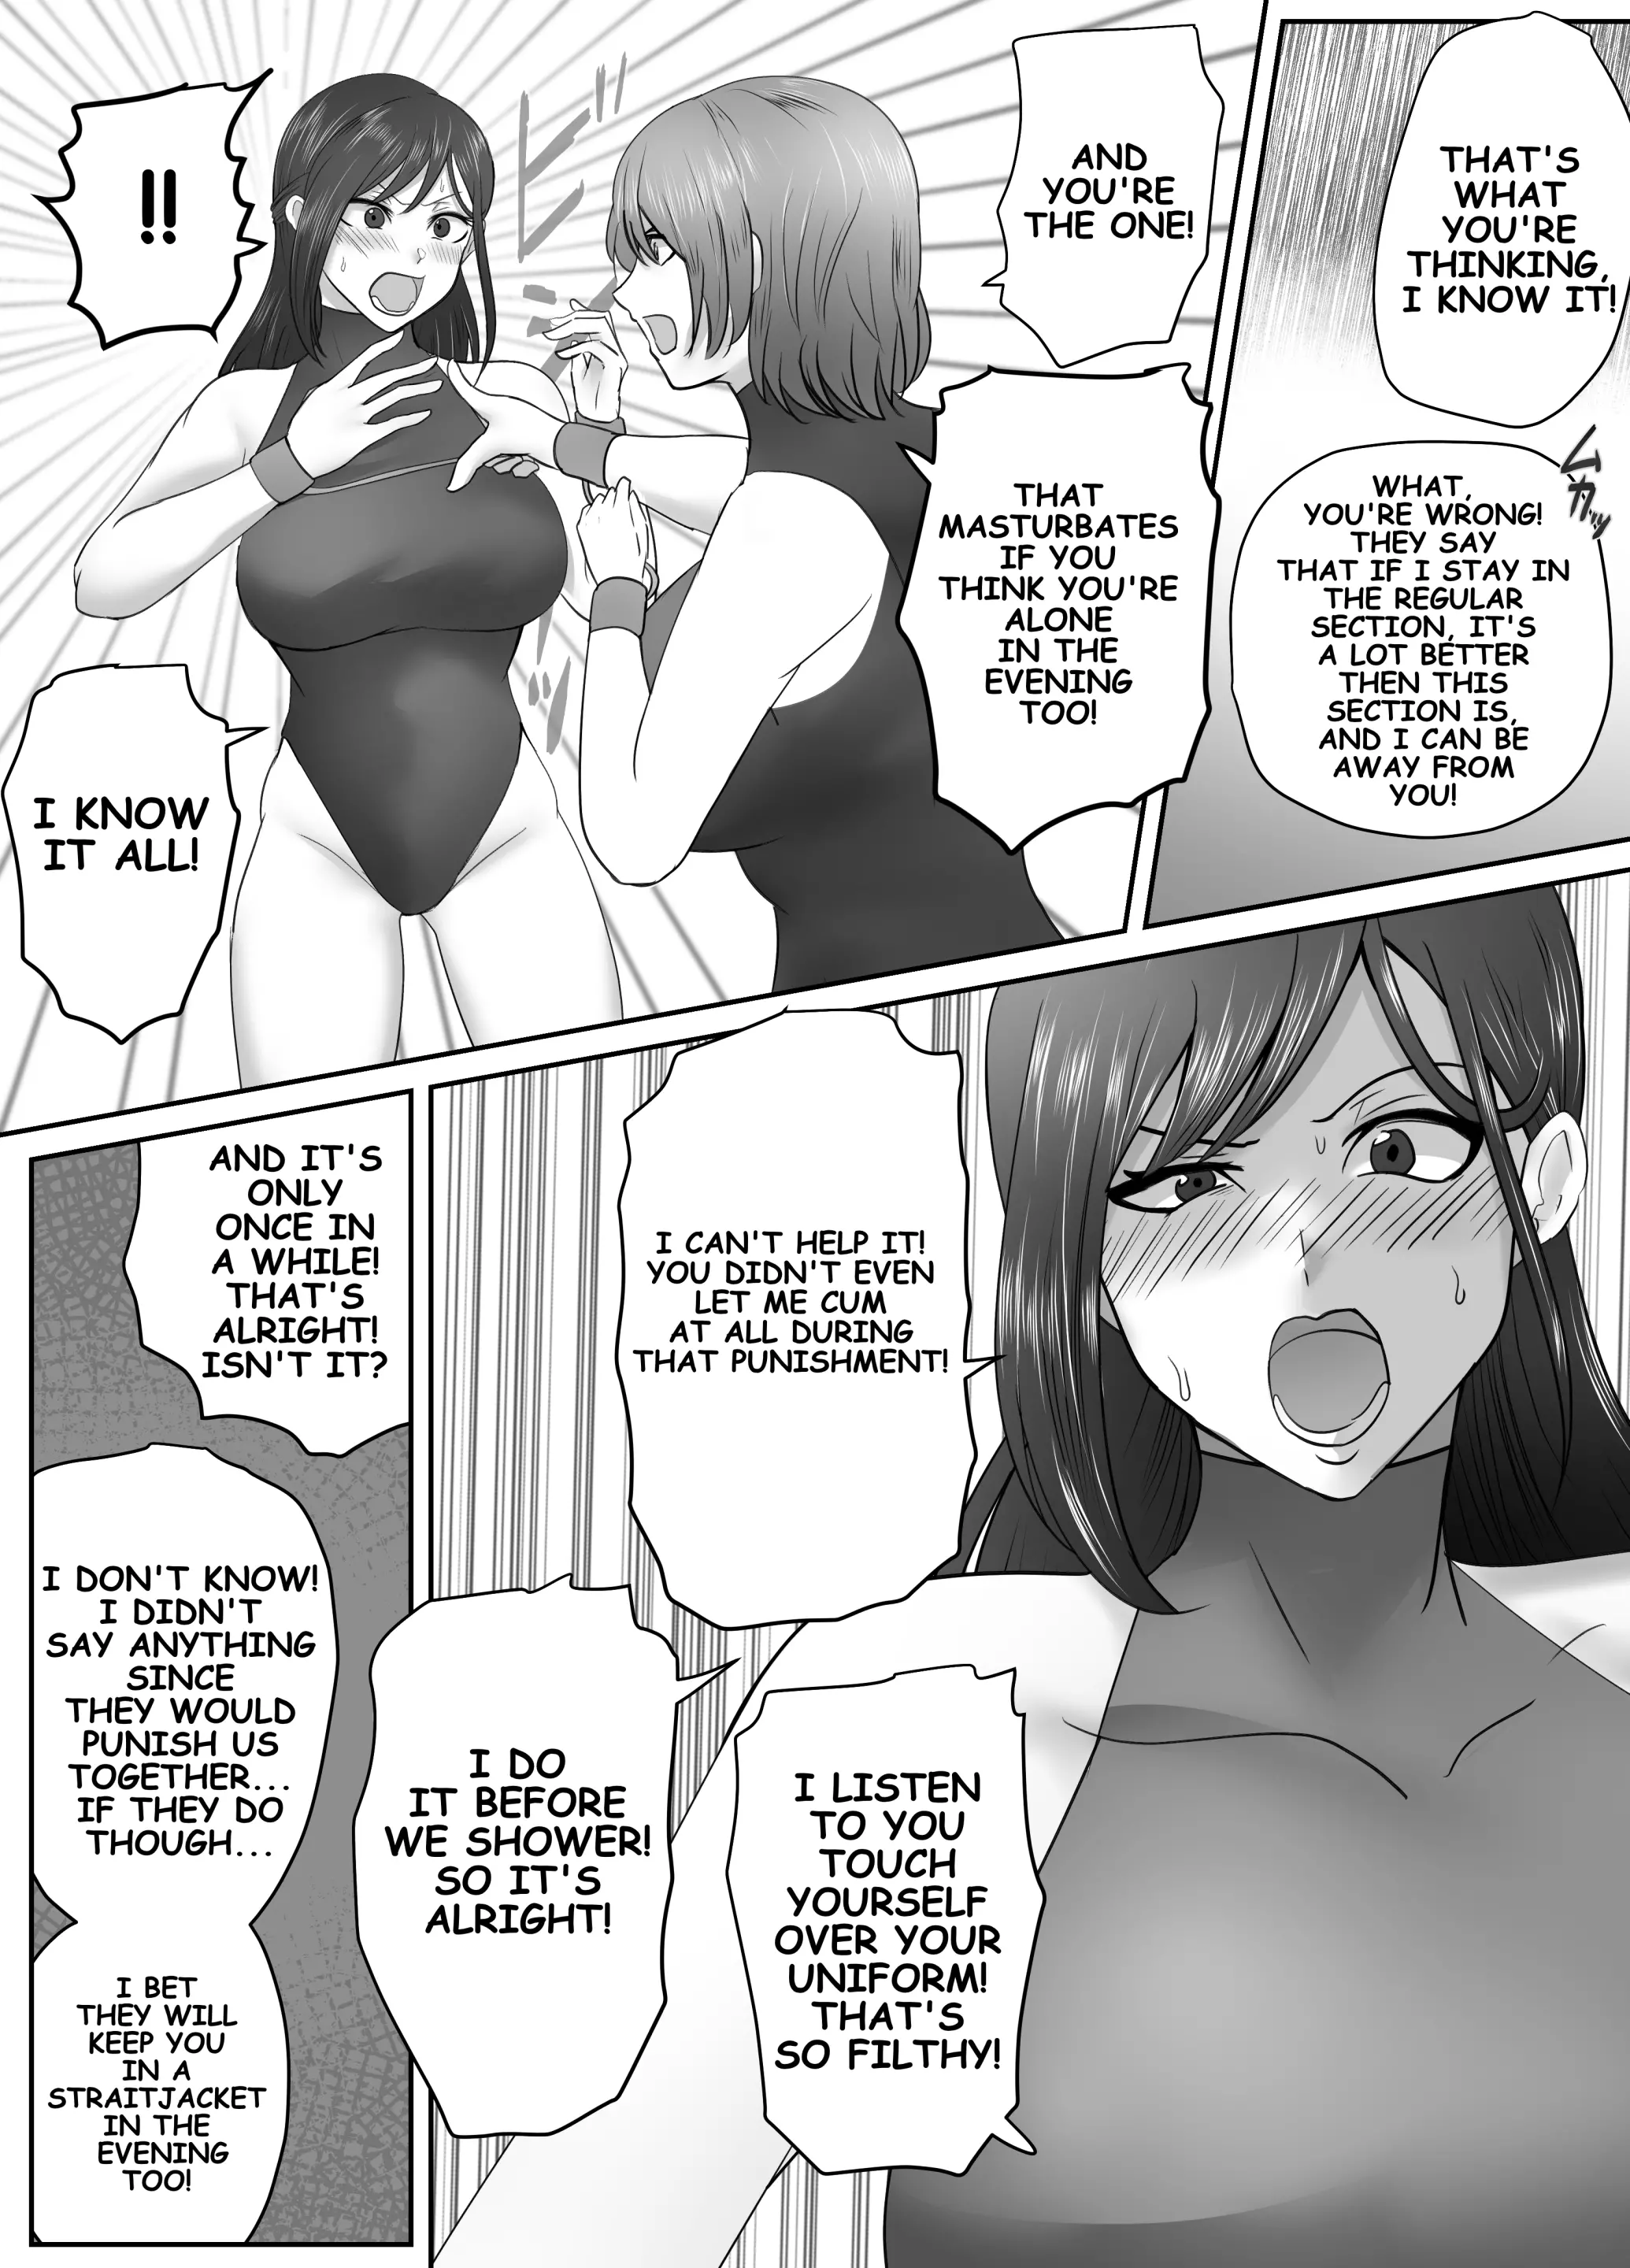 THAT'S
WHAT
YOU'RE
THINKING,
I KNOW IT!
WHAT,
YOU'RE WRONG!
THEY SAY
THAT IF I STAY IN
THE REGULAR
SECTION, IT'S
A LOT BETTER
THEN THIS
SECTION IS,
AND I CAN BE
AWAY FROM
YOU!
ムカッ
AND
YOU'RE
THE ONE!
THAT
MASTURBATES
IF YOU
THINK YOU'RE
ALONE
IN THE
EVENING
TOO!
!!
I KNOW
IT ALL!
I CAN'T HELP IT!
YOU DIDN'T EVEN
LET ME CUM
AT ALL DURING
THAT PUNISHMENT!
I LISTEN
TO YOU
TOUCH
YOURSELF
OVER YOUR
UNIFORM!
THAT'S
SO FILTHY!
I DO
IT BEFORE
WE SHOWER!
SO IT'S
ALRIGHT!
AND IT'S
ONLY
ONCE IN
A WHILE!
THAT'S
ALRIGHT!
ISN'T IT?
I DON'T KNOW!
I DIDN'T
SAY ANYTHING
SINCE
THEY WOULD
PUNISH US
TOGETHER...
IF THEY DO
THOUGH...
I BET
THEY WILL
KEEP YOU
IN A
STRAITJACKET
IN THE
EVENING
TOO!